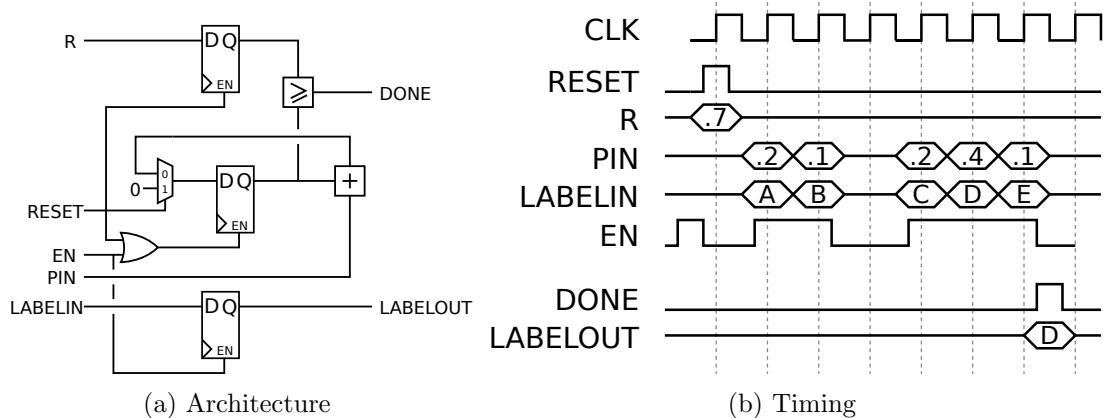 R
D Q
EN
⩾
DONE
0
1
0
D Q
EN
+
RESET
EN
PIN
LABELIN
D Q
EN
LABELOUT
(a) Architecture
CLK
RESET
R .7
PIN .2 .1 .2 .4 .1
LABELIN A B C D E
EN
DONE
LABELOUT D
(b) Timing